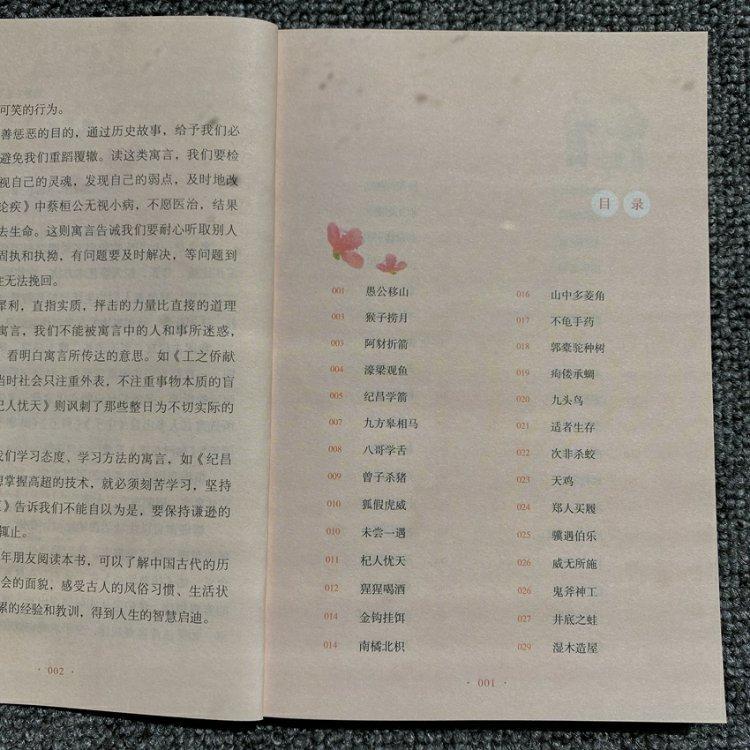 可笑的行为。
善惩恶的目的，通过历史故事，给予我们必
避免我们重蹈覆辙。读这类寓言，我们要检
视自己的灵魂，发现自己的弱点，及时地改
论疾》中蔡桓公无视小病，不愿医治，结果
去生命。这则寓言告诫我们要耐心听取别人
固执和执拗，有问题要及时解决，等问题到
无法挽回。
犀利，直指实质，抨击的力量比直接的道理
寓言，我们不能被寓言中的人和事所迷惑，
看明白寓言所传达的意思。如《工之侨献
当时社会只注重外表，不注重事物本质的盲
杞人忧天》则讽刺了那些整日为不切实际的
我们学习态度、学习方法的寓言，如《纪昌
想掌握高超的技术，就必须刻苦学习，坚持
》告诉我们不能自以为是，要保持谦逊的
辄止。
年朋友阅读本书，可以了解中国古代的历
会的面貌，感受古人的风俗习惯、生活状
累的经验和教训，得到人生的智慧启迪。
· 002 ·
目录
001 愚公移山
003 猴子捞月
003 阿豺折箭
004 濠梁观鱼
005 纪昌学箭
007 九方皋相马
008 八哥学舌
009 曾子杀猪
010 狐假虎威
010 未尝一遇
011 杞人忧天
012 猩猩喝酒
014 金钩挂饵
014 南橘北枳
016 山中多菱角
017 不龟手药
018 郭橐驼种树
019 痀偻承蜩
020 九头鸟
021 适者生存
022 次非杀蛟
023 天鸡
024 郑人买履
025 骥遇伯乐
026 威无所施
026 鬼斧神工
027 井底之蛙
029 湿木造屋
· 001 ·